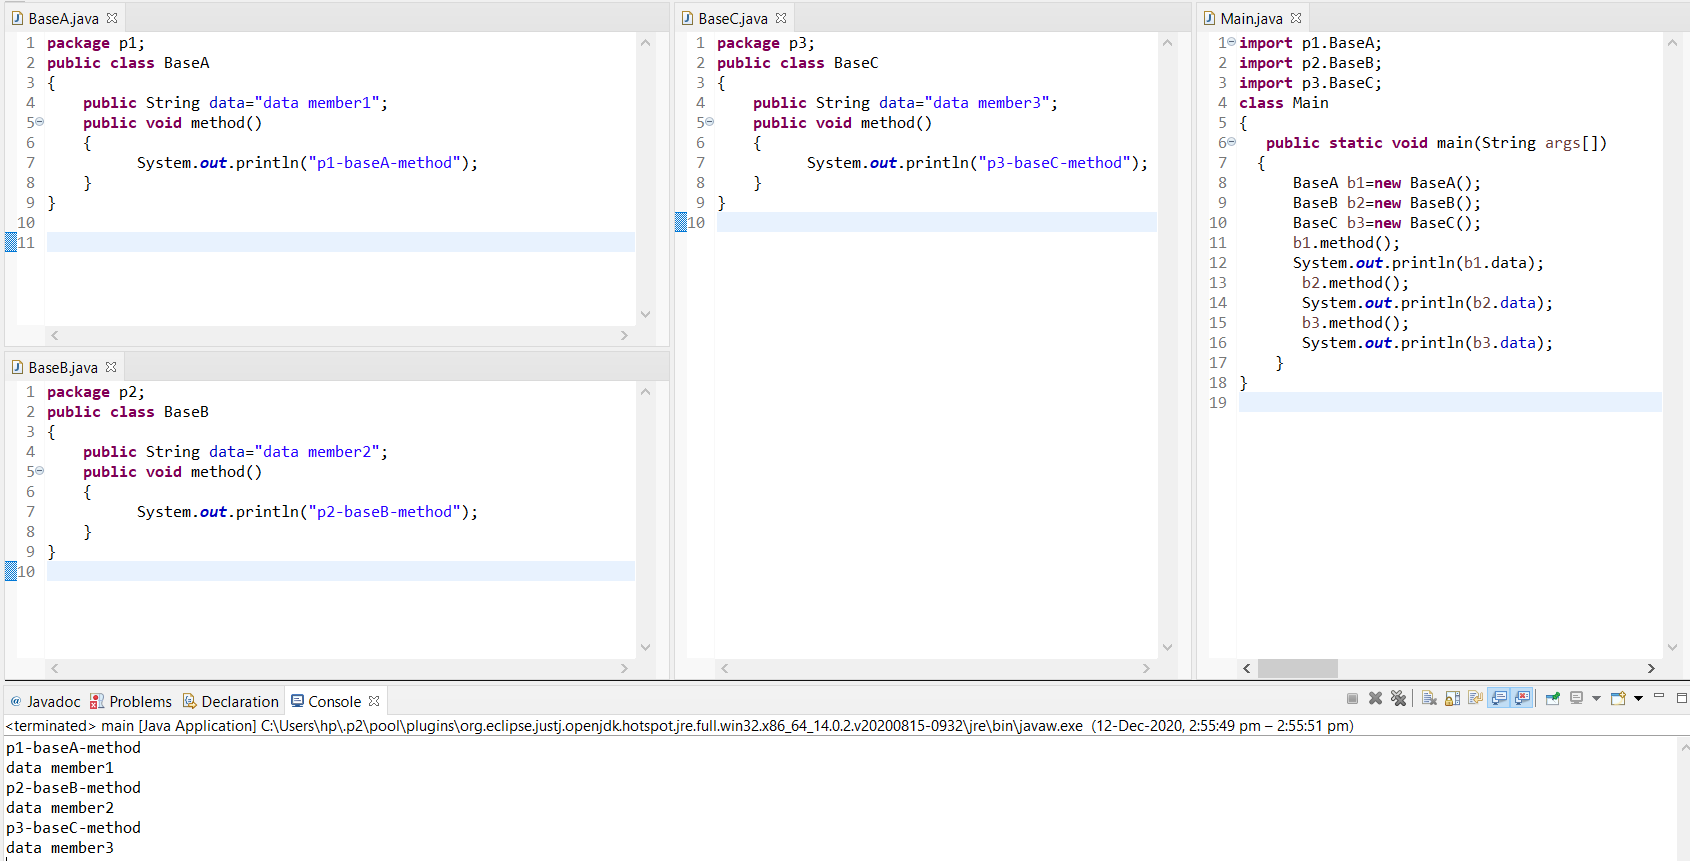 BaseA.java
1 package p1;
2 public class BaseA
3 {
4     public String data="data member1";
5     public void method()
6     {
7           System.out.println("p1-baseA-method");
8     }
9 }
10
11
BaseB.java
1 package p2;
2 public class BaseB
3 {
4     public String data="data member2";
5     public void method()
6     {
7           System.out.println("p2-baseB-method");
8     }
9 }
10
BaseC.java
1 package p3;
2 public class BaseC
3 {
4     public String data="data member3";
5     public void method()
6     {
7           System.out.println("p3-baseC-method");
8     }
9 }
10
Main.java
1 import p1.BaseA;
2 import p2.BaseB;
3 import p3.BaseC;
4 class Main
5 {
6    public static void main(String args[])
7   {
8       BaseA b1=new BaseA();
9       BaseB b2=new BaseB();
10       BaseC b3=new BaseC();
11       b1.method();
12       System.out.println(b1.data);
13        b2.method();
14        System.out.println(b2.data);
15        b3.method();
16        System.out.println(b3.data);
17     }
18 }
19
@ Javadoc Problems Declaration Console
<terminated> main [Java Application] C:\Users\hp\.p2\pool\plugins\org.eclipse.justj.openjdk.hotspot.jre.full.win32.x86_64_14.0.2.v20200815-0932\jre\bin\javaw.exe (12-Dec-2020, 2:55:49 pm – 2:55:51 pm)
p1-baseA-method
data member1
p2-baseB-method
data member2
p3-baseC-method
data member3